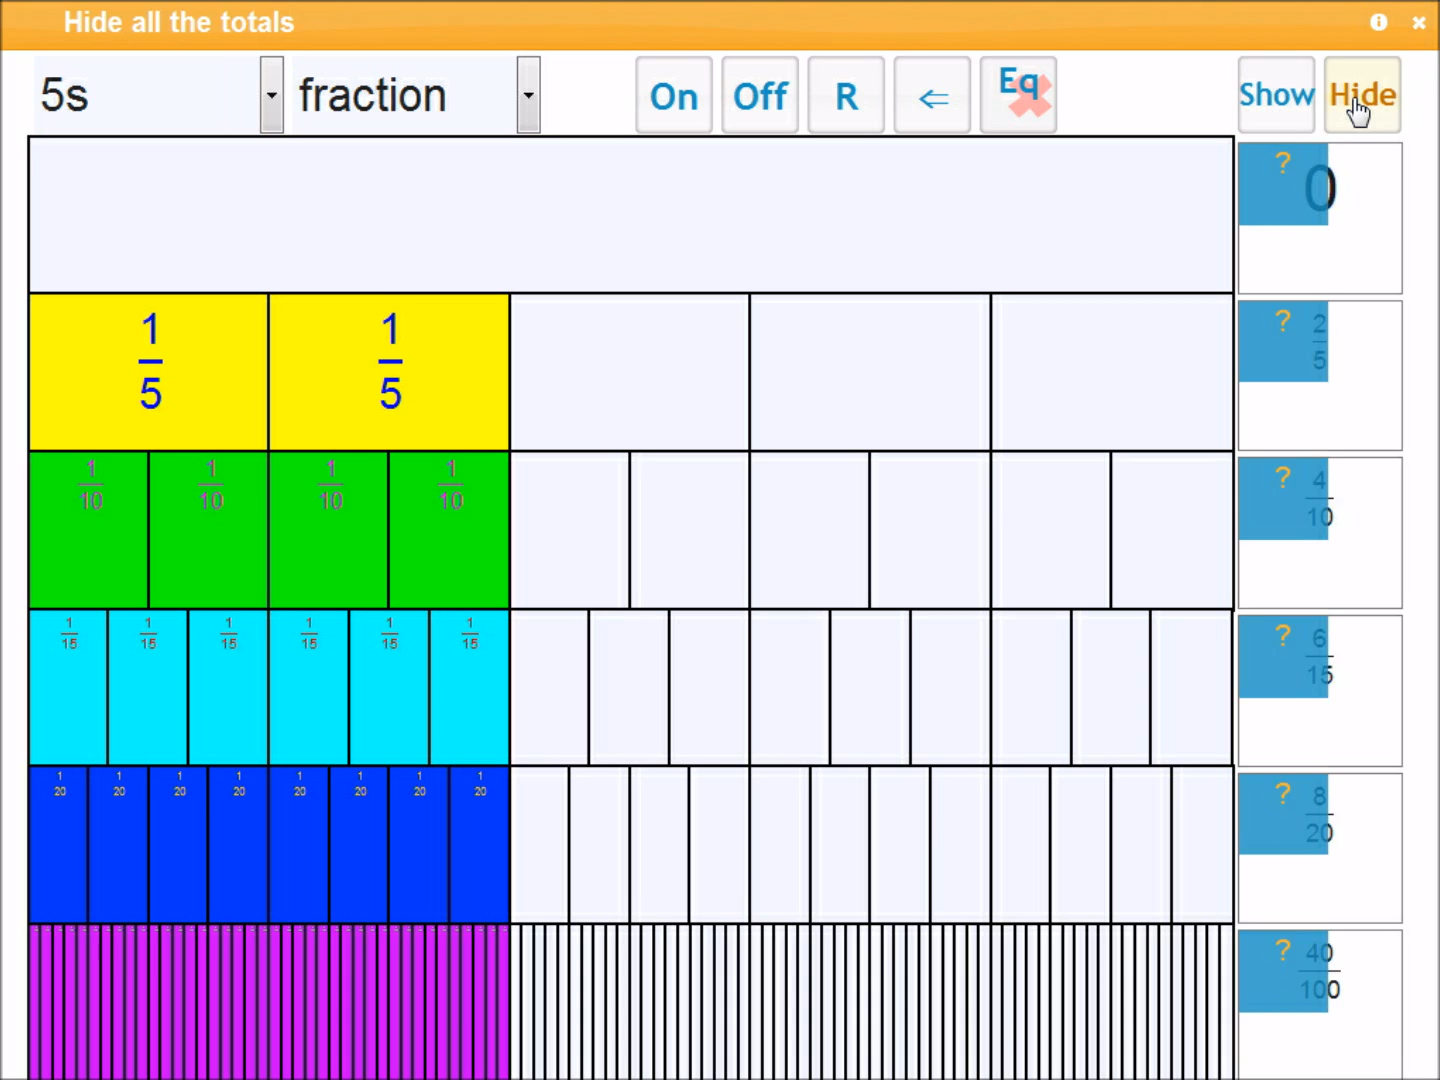 Hide all the totals
5s fraction On Off R ⇐ Eq Show Hide
? 0
1/5 1/5 ? 2/5
1/10 1/10 1/10 1/10 ? 4/10
1/15 1/15 1/15 1/15 1/15 1/15 ? 6/15
1/20 1/20 1/20 1/20 1/20 1/20 1/20 1/20 ? 8/20
? 40/100